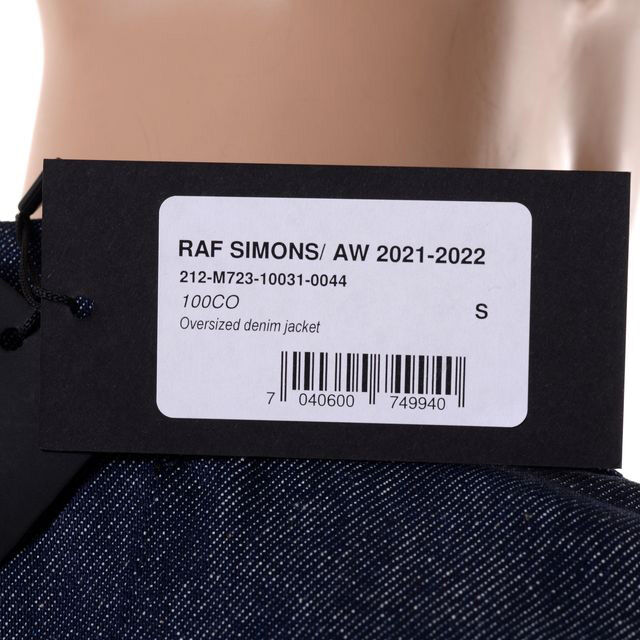 RAF SIMONS/ AW 2021-2022
212-M723-10031-0044
100CO
S
Oversized denim jacket
7 040600 749940